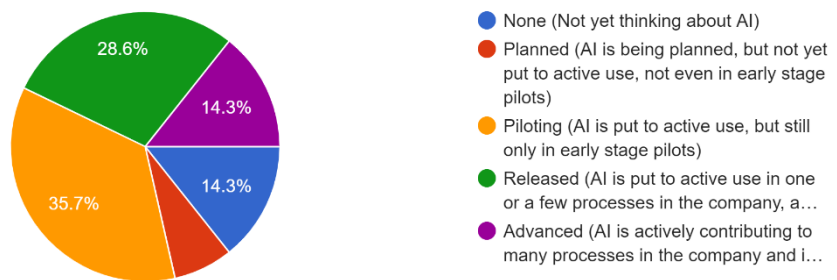 28.6%
14.3%
14.3%
35.7%
None (Not yet thinking about AI)
Planned (AI is being planned, but not yet
put to active use, not even in early stage
pilots)
Piloting (AI is put to active use, but still
only in early stage pilots)
Released (AI is put to active use in one
or a few processes in the company, a…
Advanced (AI is actively contributing to
many processes in the company and i…